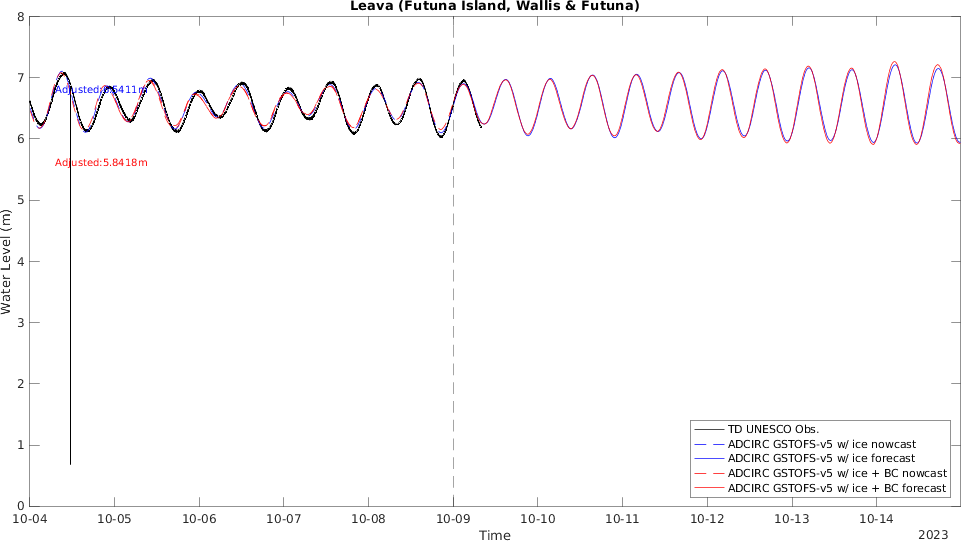 Leava (Futuna Island, Wallis & Futuna)
8
7
6
5
4
3
2
1
0
Water Level (m)
Adjusted:5.8418m
TD UNESCO Obs.
ADCIRC GSTOFS-v5 w/ ice nowcast
ADCIRC GSTOFS-v5 w/ ice forecast
ADCIRC GSTOFS-v5 w/ ice + BC nowcast
ADCIRC GSTOFS-v5 w/ ice + BC forecast
10-04 10-05 10-06 10-07 10-08 10-09 10-10 10-11 10-12 10-13 10-14
Time
2023